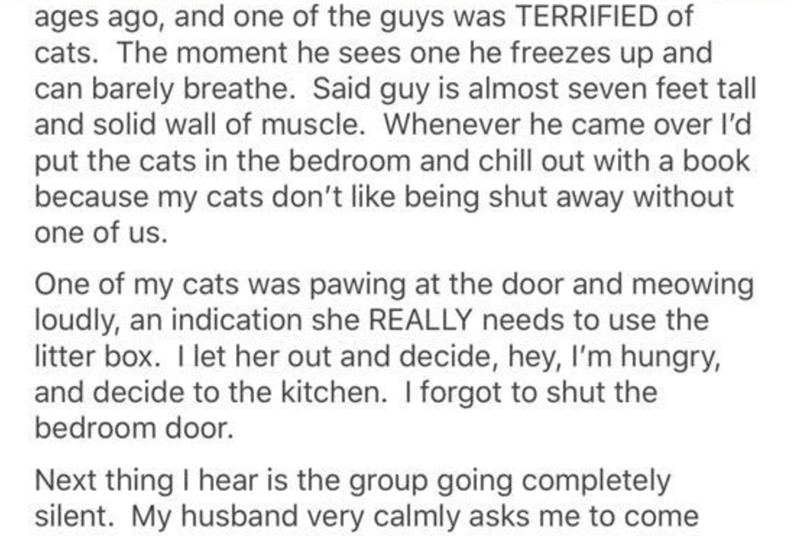 ages ago, and one of the guys was TERRIFIED of
cats. The moment he sees one he freezes up and
can barely breathe. Said guy is almost seven feet tall
and solid wall of muscle. Whenever he came over I'd
put the cats in the bedroom and chill out with a book
because my cats don't like being shut away without
one of us.
One of my cats was pawing at the door and meowing
loudly, an indication she REALLY needs to use the
litter box. I let her out and decide, hey, I'm hungry,
and decide to the kitchen. I forgot to shut the
bedroom door.
Next thing I hear is the group going completely
silent. My husband very calmly asks me to come